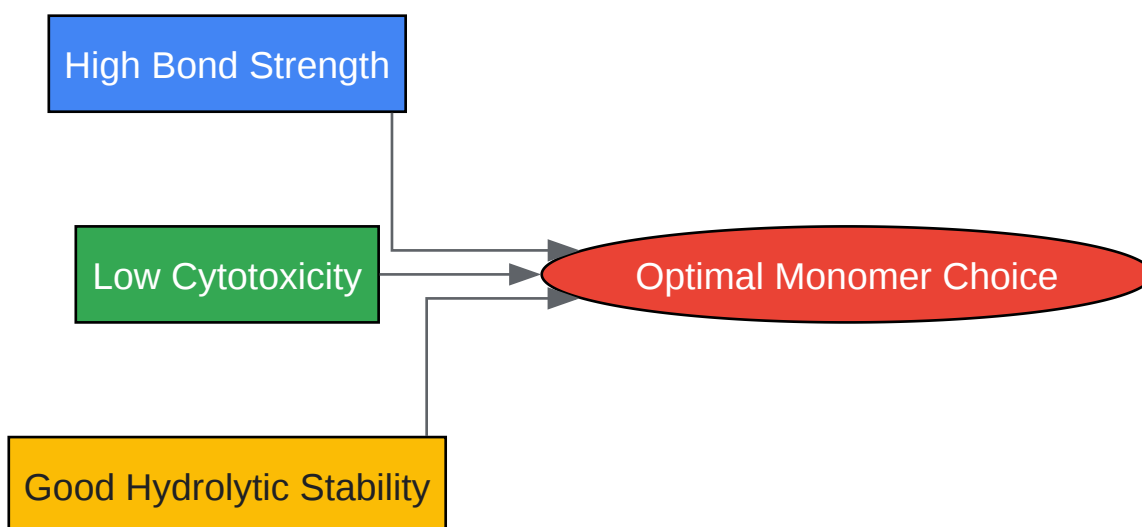 High Bond Strength
Low Cytotoxicity
Optimal Monomer Choice
Good Hydrolytic Stability